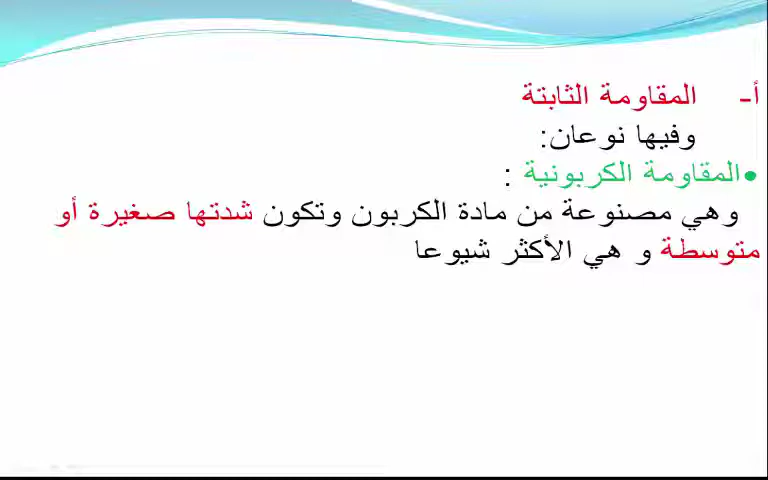 أ- المقاومة الثابتة
وفيها نوعان:
•المقاومة الكربونية :
وهي مصنوعة من مادة الكربون وتكون شدتها صغيرة أو
متوسطة و هي الأكثر شيوعا